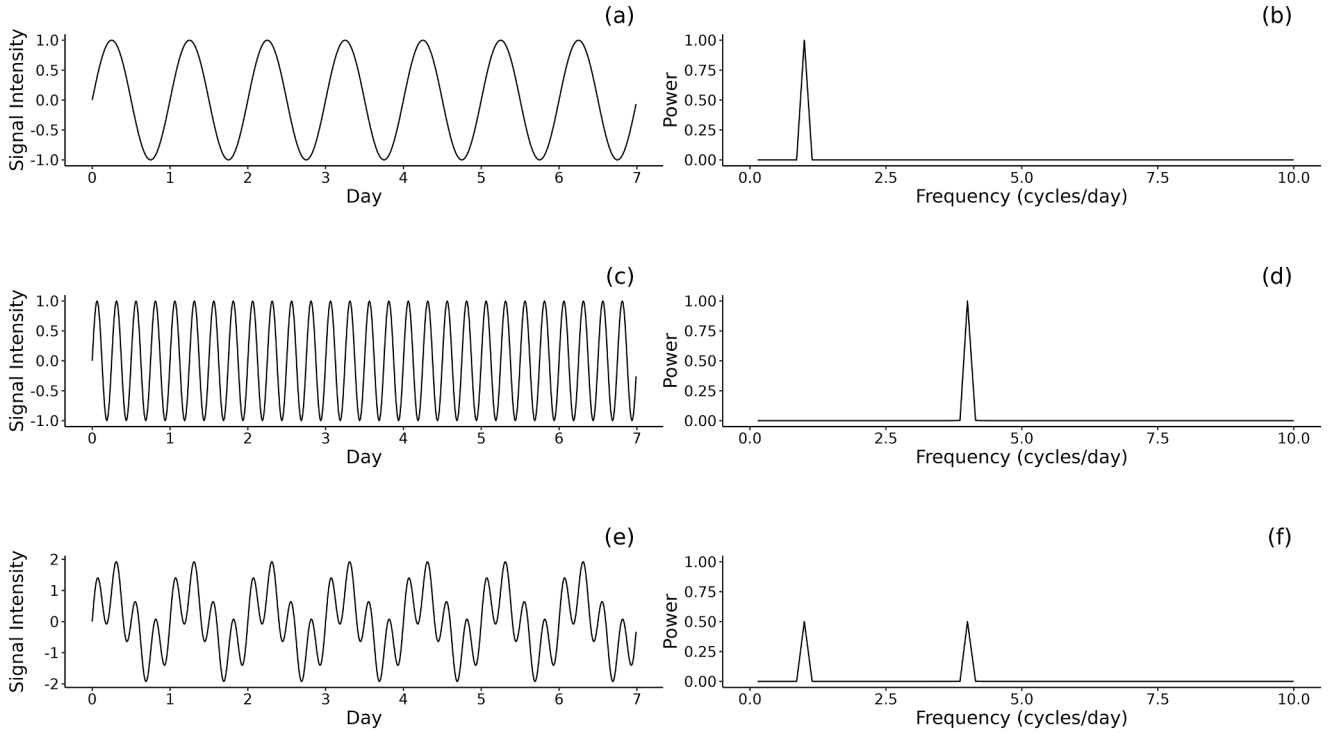 (a)
Signal Intensity
1.0
0.5
0.0
-0.5
-1.0
0 1 2 3 4 5 6 7
Day
(b)
Power
1.00
0.75
0.50
0.25
0.00
0.0 2.5 5.0 7.5 10.0
Frequency (cycles/day)
(c)
Signal Intensity
1.0
0.5
0.0
-0.5
-1.0
0 1 2 3 4 5 6 7
Day
(d)
Power
1.00
0.75
0.50
0.25
0.00
0.0 2.5 5.0 7.5 10.0
Frequency (cycles/day)
(e)
Signal Intensity
2
1
0
-1
-2
0 1 2 3 4 5 6 7
Day
(f)
Power
1.00
0.75
0.50
0.25
0.00
0.0 2.5 5.0 7.5 10.0
Frequency (cycles/day)